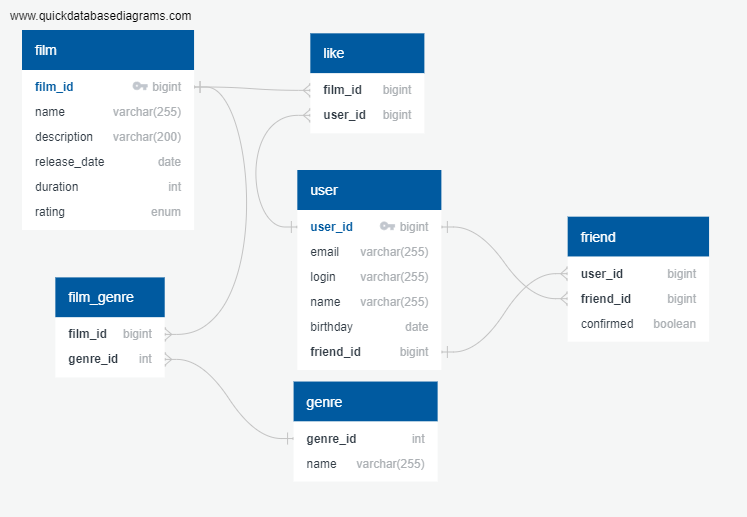 www.quickdatabasediagrams.com
film
film_id bigint
name varchar(255)
description varchar(200)
release_date date
duration int
rating enum
like
film_id bigint
user_id bigint
user
user_id bigint
email varchar(255)
login varchar(255)
name varchar(255)
birthday date
friend_id bigint
friend
user_id bigint
friend_id bigint
confirmed boolean
film_genre
film_id bigint
genre_id int
genre
genre_id int
name varchar(255)